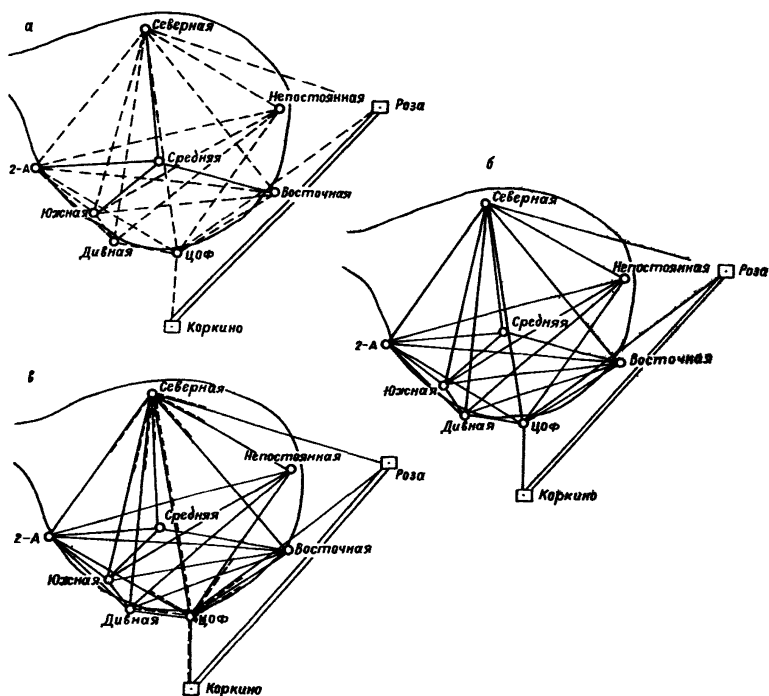 а
Северная
Непостоянная
Роза
Средняя
2-А
Восточная
Южная
Дивная
ЦОФ
Коркино
б
Северная
Непостоянная
Роза
Средняя
2-А
Восточная
Южная
Дивная
ЦОФ
Коркино
в
Северная
Непостоянная
Роза
Средняя
2-А
Восточная
Южная
Дивная
ЦОФ
Коркино